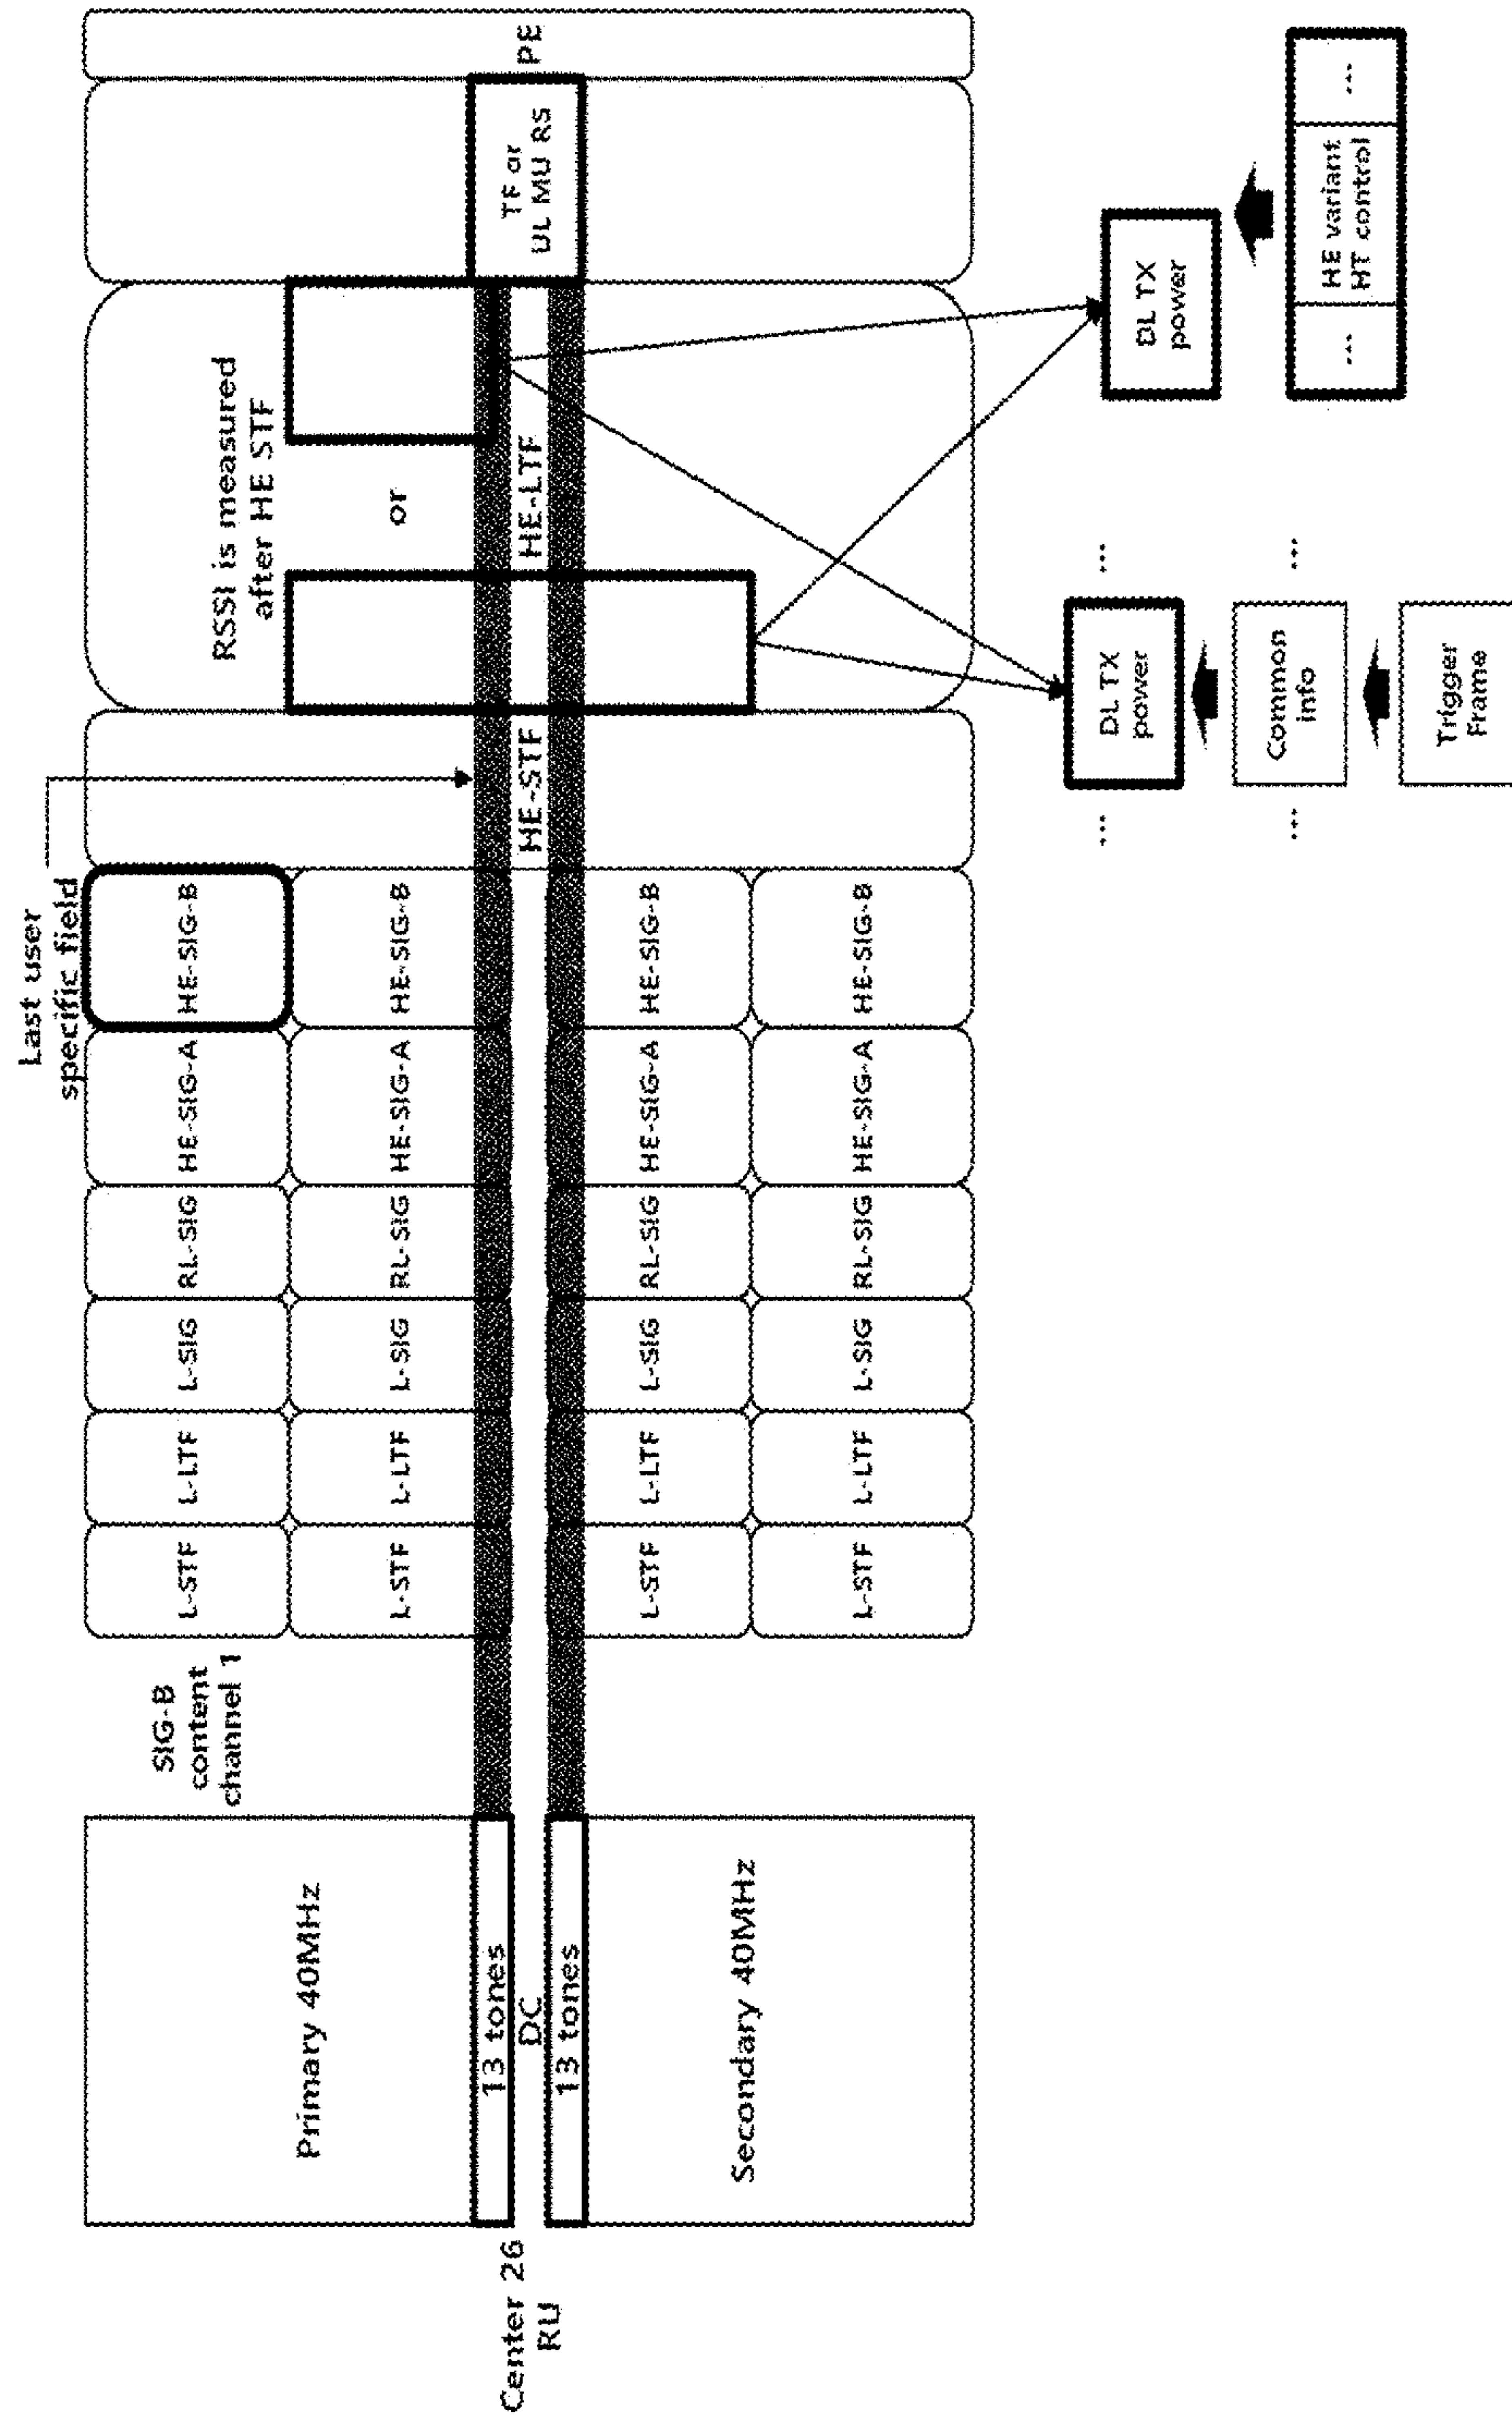 Center 26
RU
Primary 40MHz
13 tones
DC
13 tones
Secondary 40MHz
SIG-B
content
channel 1
L-STF
L-LTF
L-SIG
RL-SIG
HE-SIG-A
HE-SIG-B
L-STF
L-LTF
L-SIG
RL-SIG
HE-SIG-A
HE-SIG-B
L-STF
L-LTF
L-SIG
RL-SIG
HE-SIG-A
HE-SIG-B
L-STF
L-LTF
L-SIG
RL-SIG
HE-SIG-A
HE-SIG-B
Last user
specific field
HE-STF
RSSI is measured
after HE STF
or
HE-LTF
TF or
UL MU RS
PE
...
DL TX
power
...
DL TX
power
...
Common
info
...
Trigger
Frame
...
HE variant
HT control
...